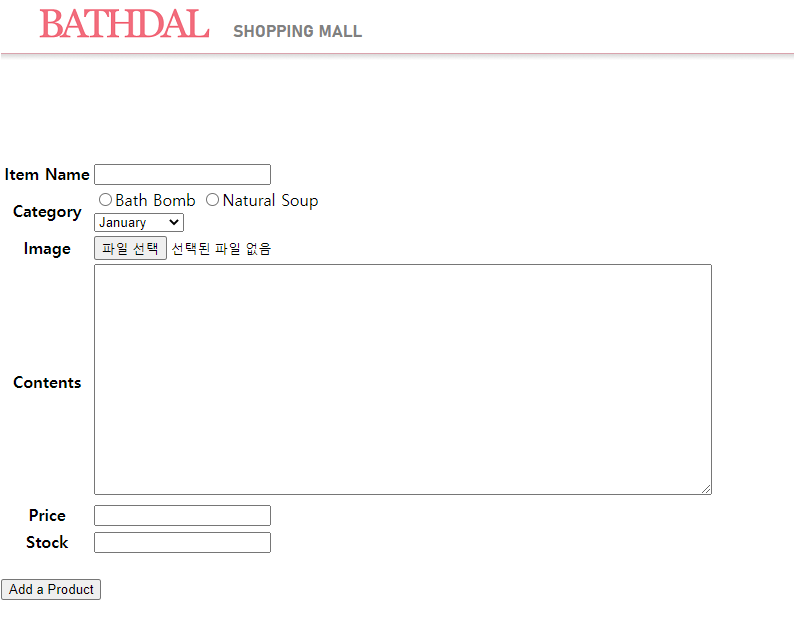 BATHDAL SHOPPING MALL
Item Name
Bath Bomb Natural Soup
Category
January
Image 파일 선택 선택된 파일 없음
Contents
Price
Stock
Add a Product